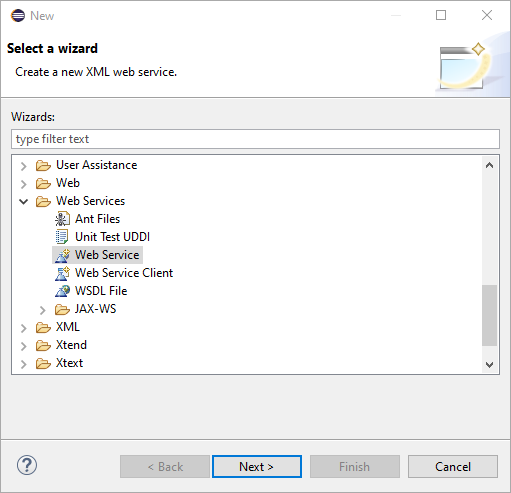 New
Select a wizard
Create a new XML web service.
Wizards:
type filter text
User Assistance
Web
Web Services
Ant Files
Unit Test UDDI
Web Service
Web Service Client
WSDL File
JAX-WS
XML
Xtend
Xtext
?
< Back
Next >
Finish
Cancel